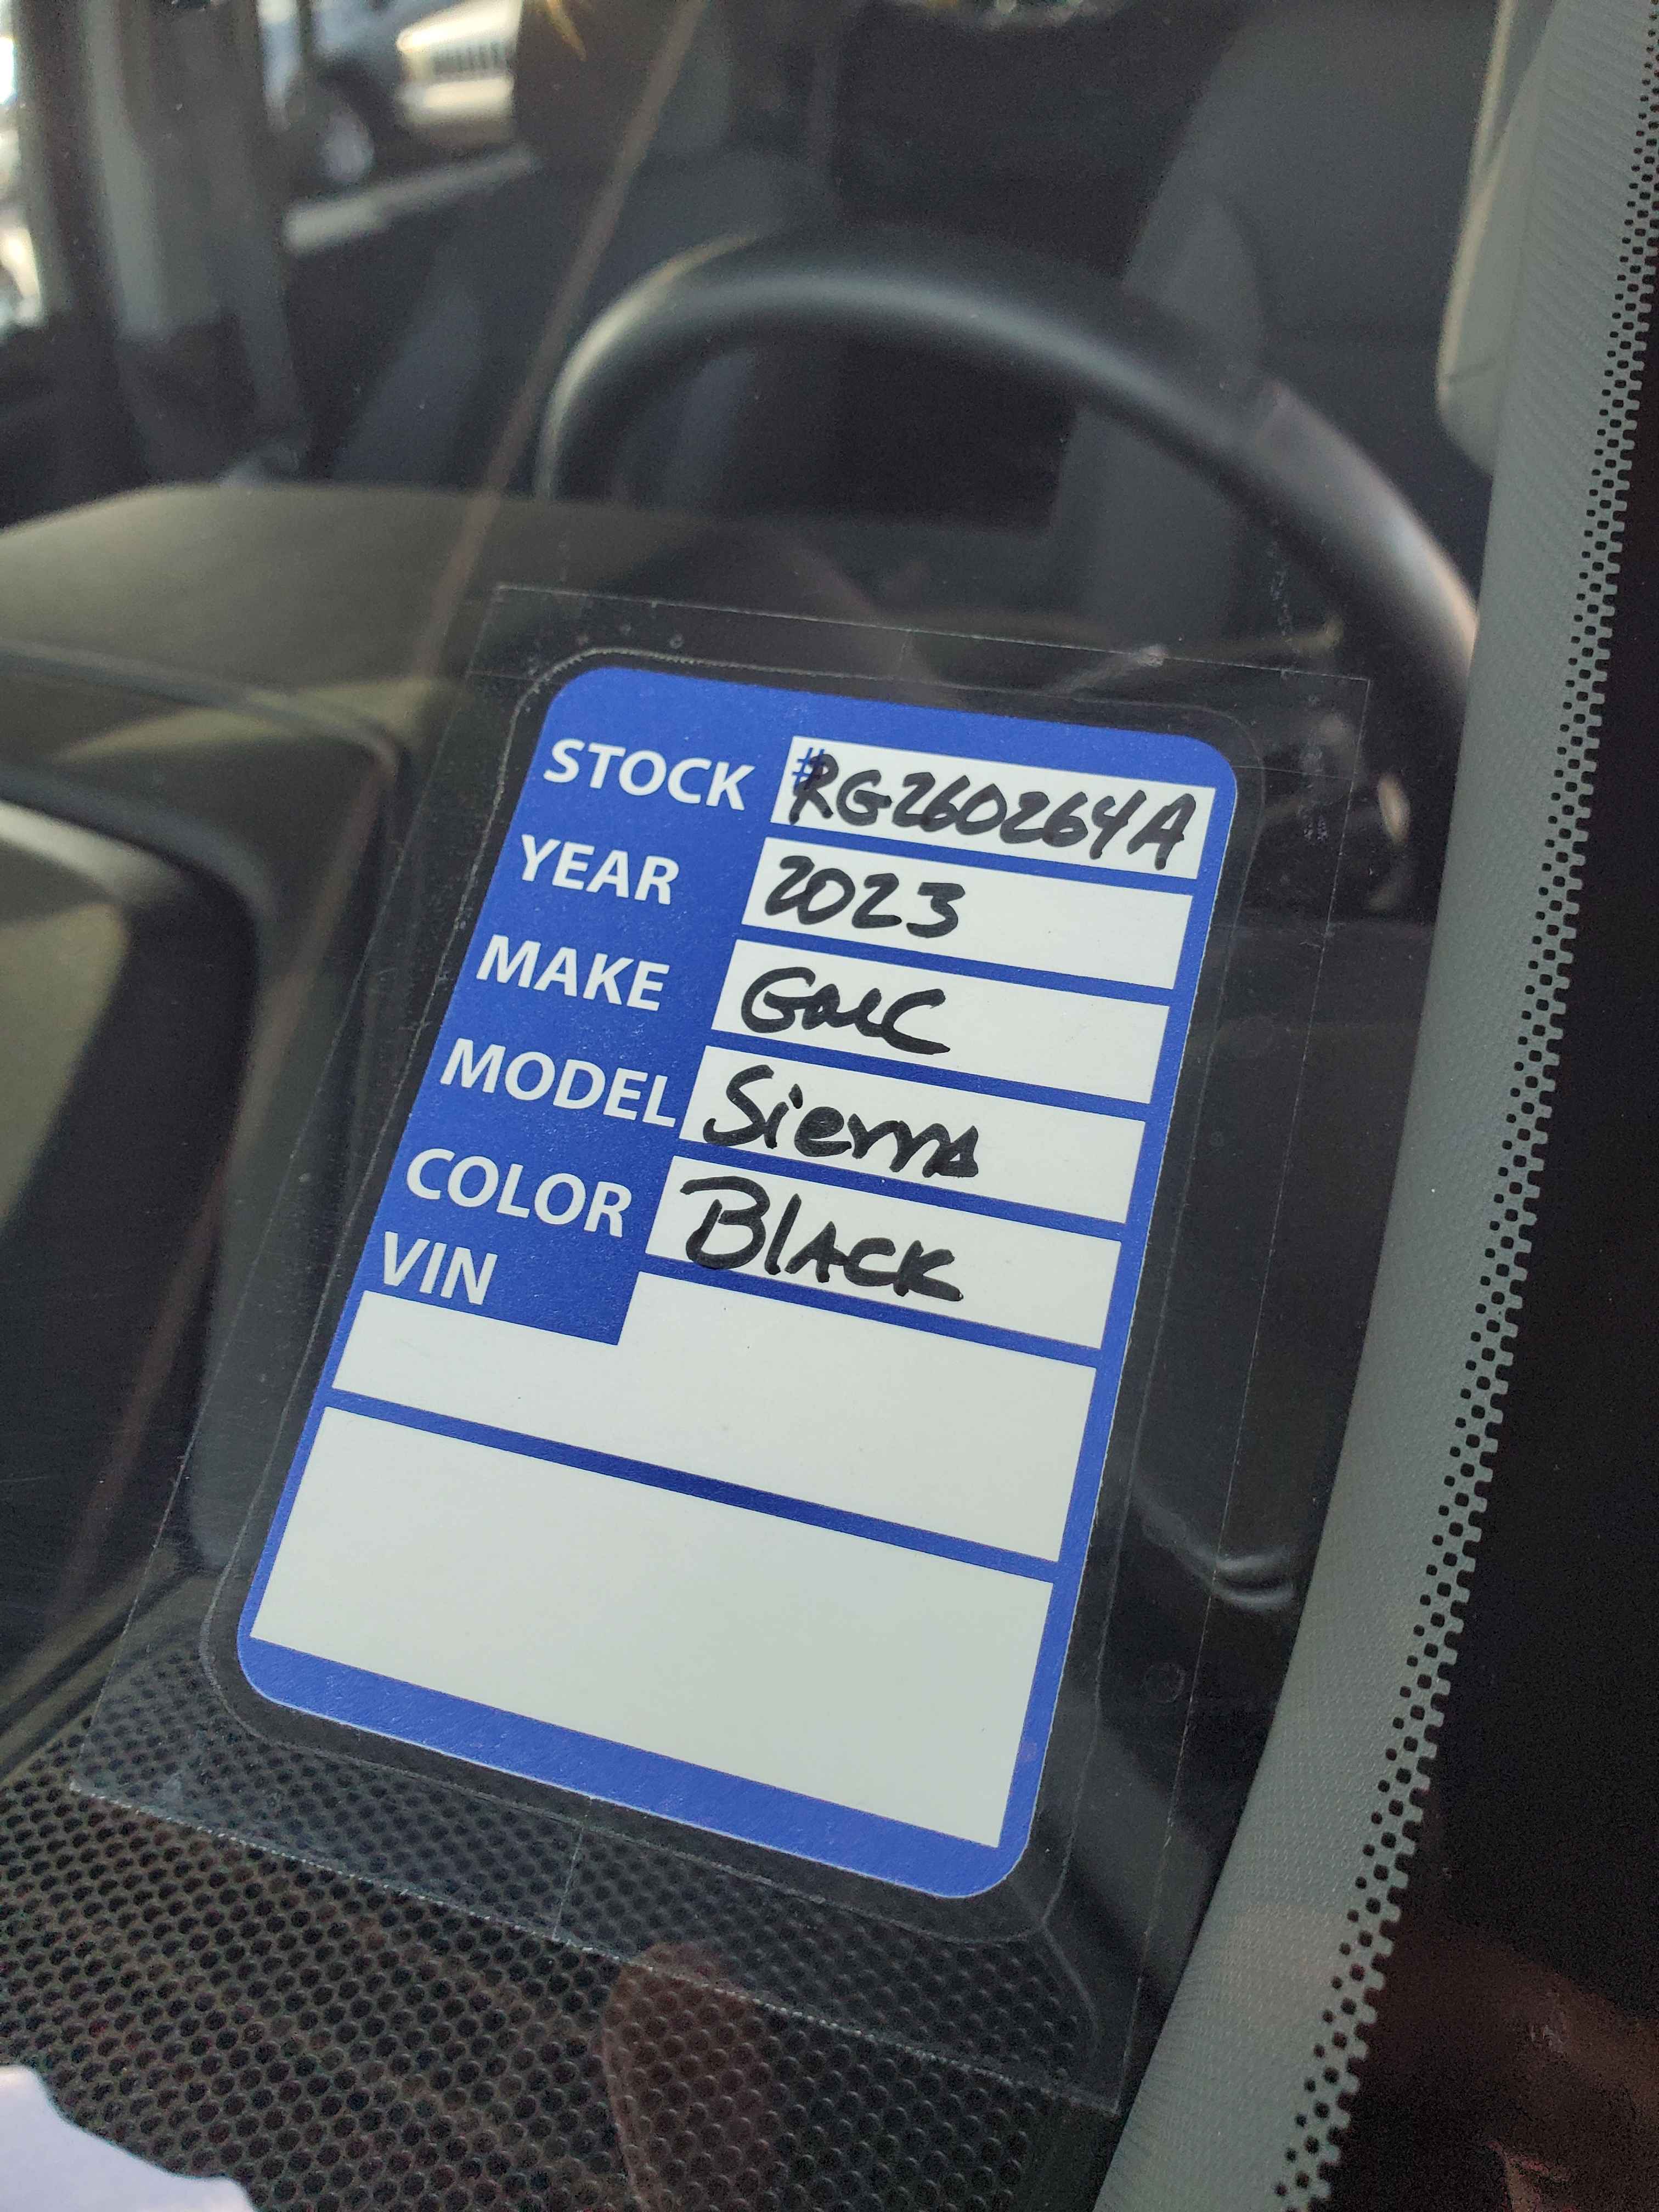 STOCK #RG260264A
YEAR 2023
MAKE GMC
MODEL Sierra
COLOR BlACK
VIN